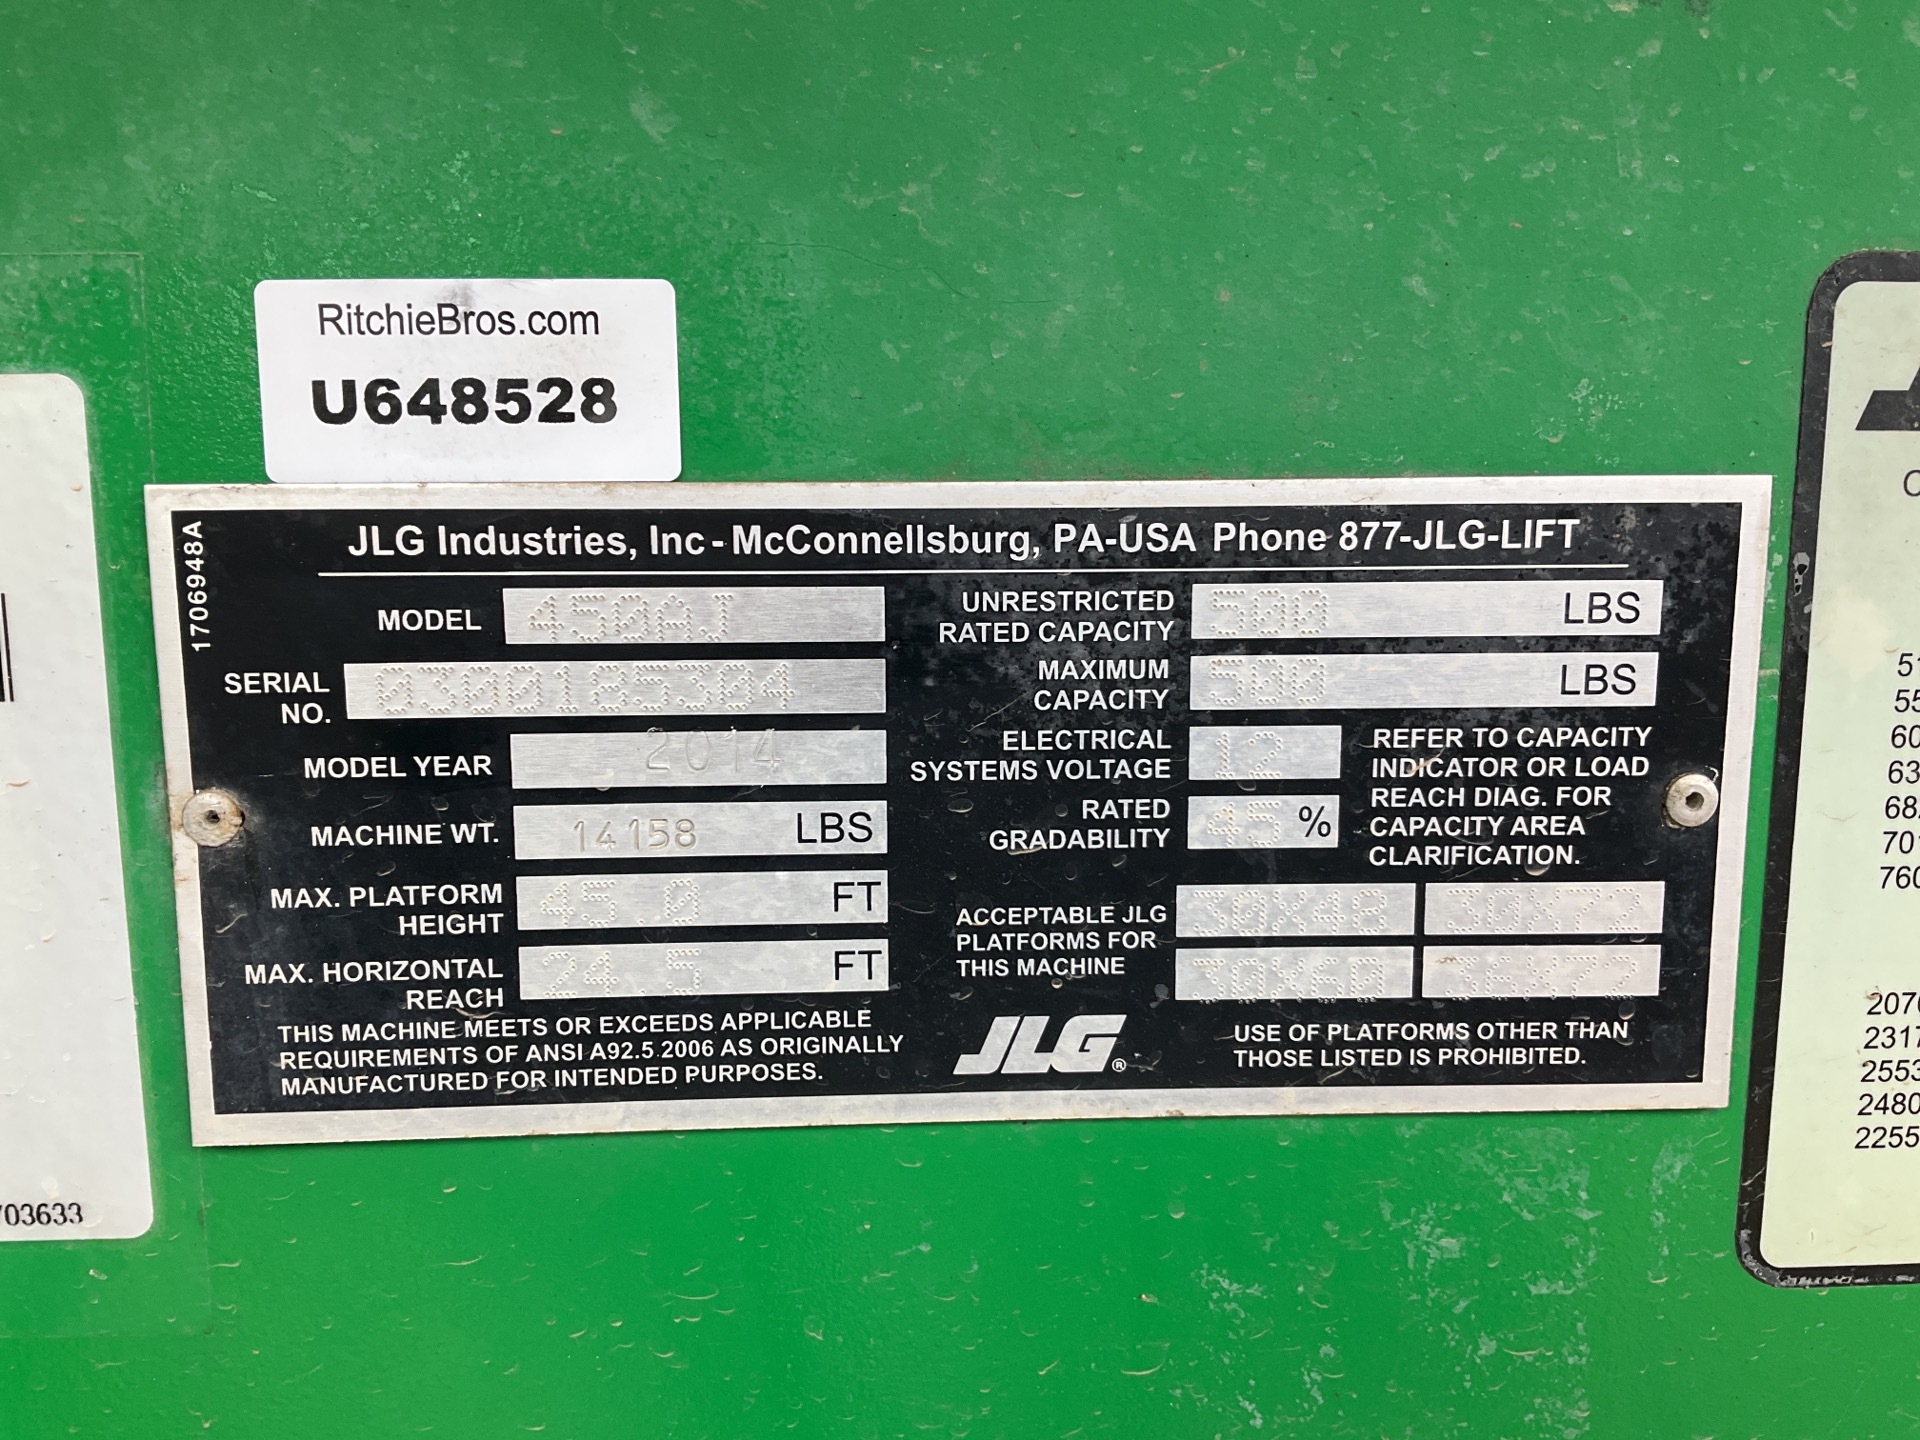 RitchieBros.com
U648528
1706948A
JLG Industries, Inc - McConnellsburg, PA-USA Phone 877-JLG-LIFT
MODEL 450AJ
SERIAL NO. 0300185304
MODEL YEAR 2014
MACHINE WT. 14158 LBS
MAX. PLATFORM HEIGHT 45.0 FT
MAX. HORIZONTAL REACH 24.5 FT
THIS MACHINE MEETS OR EXCEEDS APPLICABLE
REQUIREMENTS OF ANSI A92.5 2006 AS ORIGINALLY
MANUFACTURED FOR INTENDED PURPOSES.
UNRESTRICTED RATED CAPACITY 500 LBS
MAXIMUM CAPACITY 500 LBS
ELECTRICAL SYSTEMS VOLTAGE 12
RATED GRADABILITY 45 %
REFER TO CAPACITY
INDICATOR OR LOAD
REACH DIAG. FOR
CAPACITY AREA
CLARIFICATION.
ACCEPTABLE JLG
PLATFORMS FOR
THIS MACHINE
30X48 30X72
30X60 36X72
JLG®
USE OF PLATFORMS OTHER THAN
THOSE LISTED IS PROHIBITED.
703633
2317
2553
2480
2255